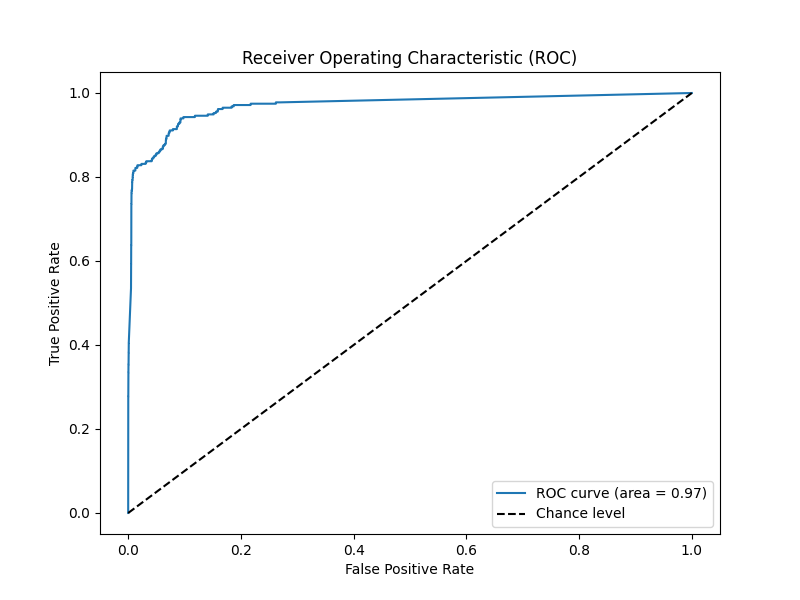 Receiver Operating Characteristic (ROC)
1.0
0.8
0.6
0.4
0.2
0.0
True Positive Rate
ROC curve (area = 0.97)
Chance level
0.0 0.2 0.4 0.6 0.8 1.0
False Positive Rate